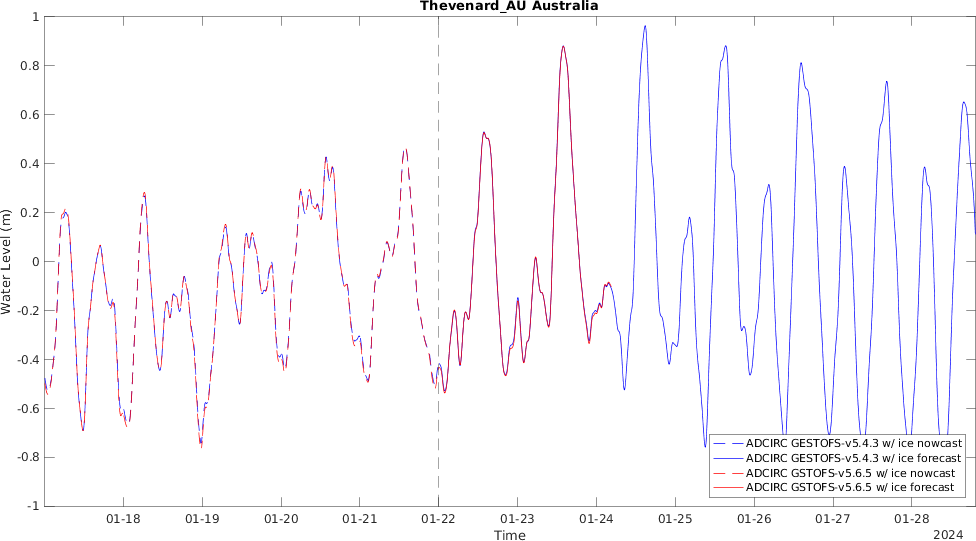 Thevenard_AU Australia
Water Level (m)
1
0.8
0.6
0.4
0.2
0
-0.2
-0.4
-0.6
-0.8
-1
ADCIRC GESTOFS-v5.4.3 w/ ice nowcast
ADCIRC GESTOFS-v5.4.3 w/ ice forecast
ADCIRC GSTOFS-v5.6.5 w/ ice nowcast
ADCIRC GSTOFS-v5.6.5 w/ ice forecast
01-18 01-19 01-20 01-21 01-22 01-23 01-24 01-25 01-26 01-27 01-28
Time
2024